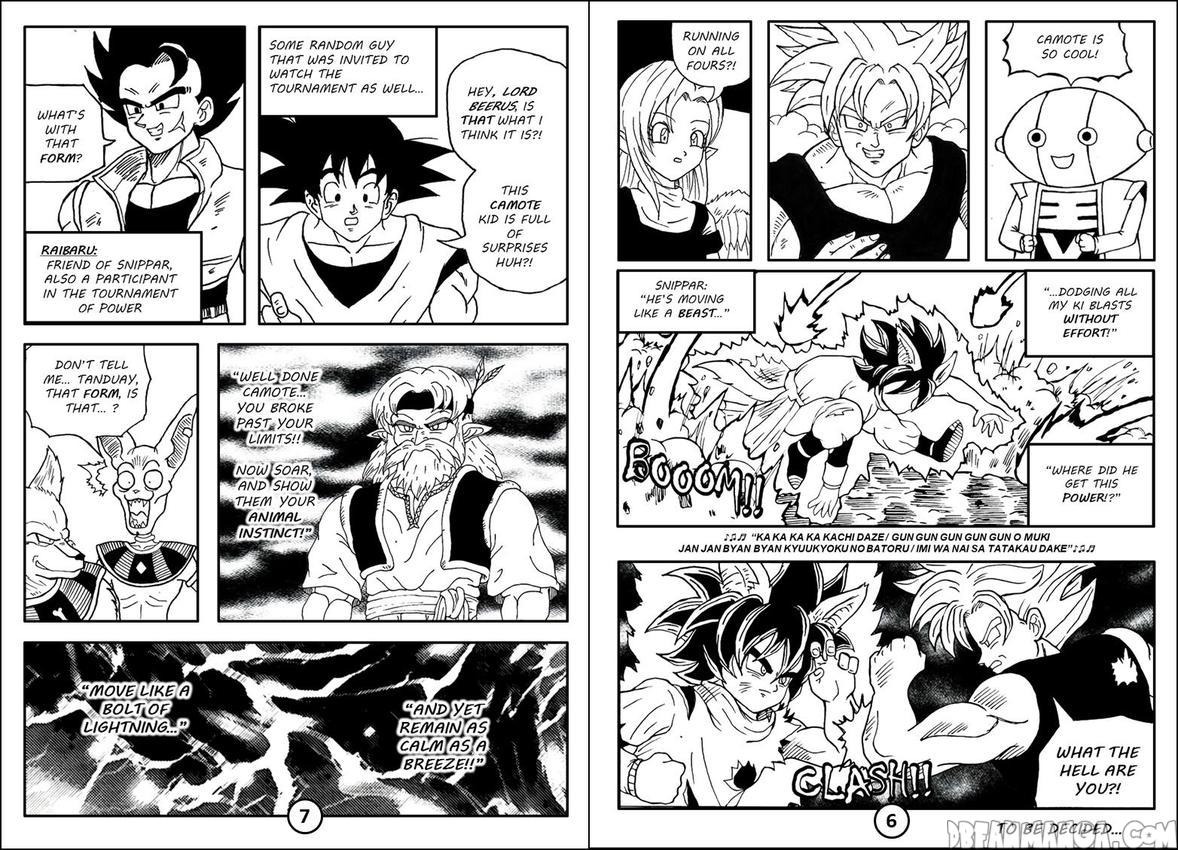 CAMOTE IS
SO COOL!
RUNNING
ON ALL
FOURS?!
SNIPPAR:
"HE'S MOVING
LIKE A BEAST..."
"...DODGING ALL
MY KI BLASTS
WITHOUT
EFFORT!"
"WHERE DID HE
GET THIS
POWER!?"
BOOOM!!
♪♫♫ "KA KA KA KA KACHI DAZE / GUN GUN GUN GUN GUN O MUKI
JAN JAN BYAN BYAN KYUUKYOKU NO BATORU / IMI WA NAI SA TATAKAU DAKE"♪♫♫
CLASH!!
WHAT THE
HELL ARE
YOU?!
6
TO BE DECIDED...
DBFANMANGA.COM
SOME RANDOM GUY
THAT WAS INVITED TO
WATCH THE
TOURNAMENT AS WELL...
HEY, LORD
BEERUS, IS
THAT WHAT I
THINK IT IS?!
THIS
CAMOTE
KID IS FULL
OF
SURPRISES
HUH?!
WHAT'S
WITH
THAT
FORM?
RAIBARU:
FRIEND OF SNIPPAR,
ALSO A PARTICIPANT
IN THE TOURNAMENT
OF POWER
"WELL DONE
CAMOTE...
YOU BROKE
PAST YOUR
LIMITS!!
NOW SOAR,
AND SHOW
THEM YOUR
ANIMAL
INSTINCT!"
DON'T TELL
ME... TANDUAY,
THAT FORM, IS
THAT... ?
"MOVE LIKE A
BOLT OF
LIGHTNING..."
"AND YET
REMAIN AS
CALM AS A
BREEZE!!"
7